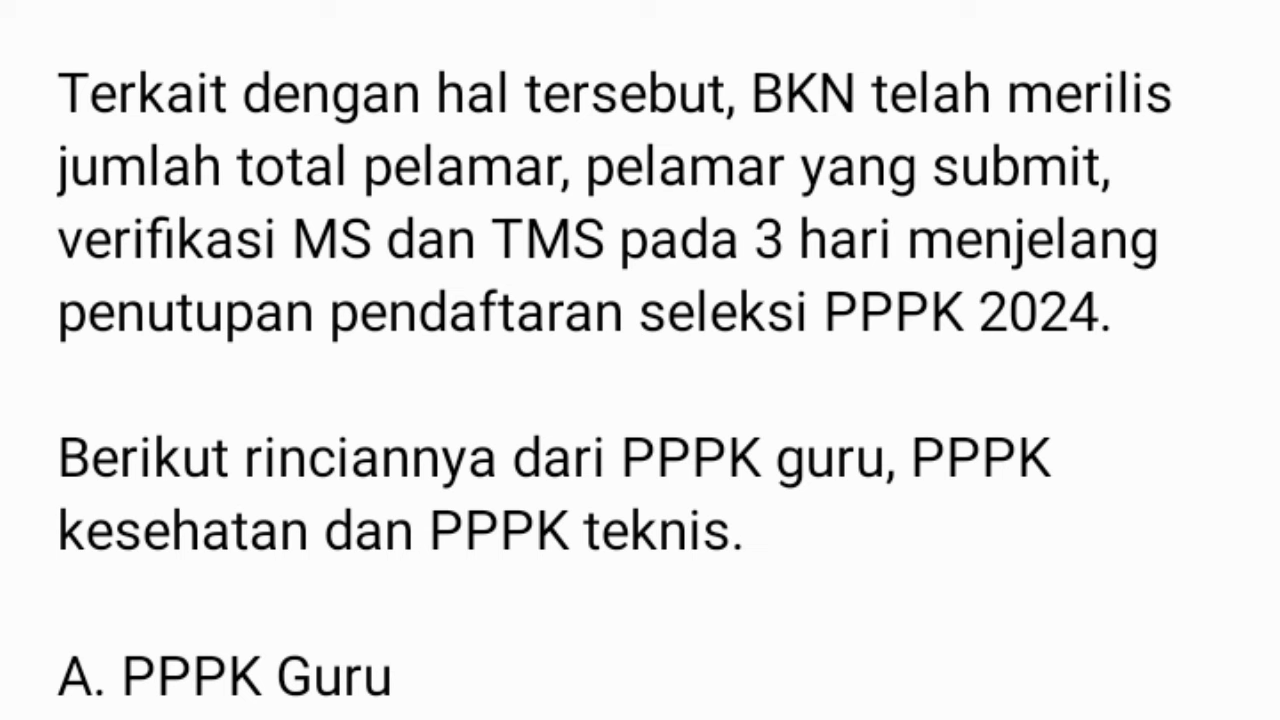 Terkait dengan hal tersebut, BKN telah merilis
jumlah total pelamar, pelamar yang submit,
verifikasi MS dan TMS pada 3 hari menjelang
penutupan pendaftaran seleksi PPPK 2024.
Berikut rinciannya dari PPPK guru, PPPK
kesehatan dan PPPK teknis.
A. PPPK Guru